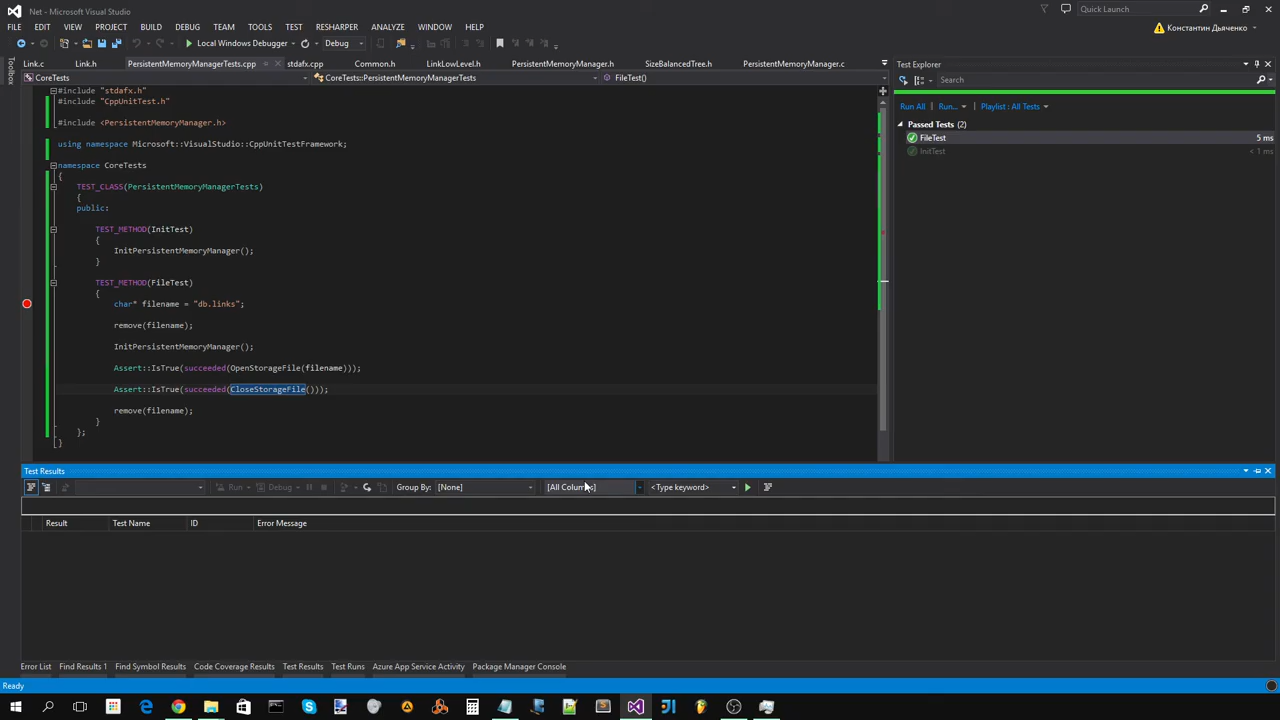 Net - Microsoft Visual Studio
Quick Launch
FILE EDIT VIEW PROJECT BUILD DEBUG TEAM TOOLS TEST RESHARPER ANALYZE WINDOW HELP
Константин Дьяченко
Local Windows Debugger Debug
Toolbox
Link.c Link.h PersistentMemoryManagerTests.cpp stdafx.cpp Common.h LinkLowLevel.h PersistentMemoryManager.h SizeBalancedTree.h PersistentMemoryManager.c
CoreTests CoreTests::PersistentMemoryManagerTests FileTest()
#include "stdafx.h"
#include "CppUnitTest.h"
#include <PersistentMemoryManager.h>
using namespace Microsoft::VisualStudio::CppUnitTestFramework;
namespace CoreTests
{
TEST_CLASS(PersistentMemoryManagerTests)
{
public:
TEST_METHOD(InitTest)
{
InitPersistentMemoryManager();
}
TEST_METHOD(FileTest)
{
char* filename = "db.links";
remove(filename);
InitPersistentMemoryManager();
Assert::IsTrue(succeeded(OpenStorageFile(filename)));
Assert::IsTrue(succeeded(CloseStorageFile()));
remove(filename);
}
};
}
Test Explorer
Search
Run All Run... Playlist : All Tests
Passed Tests (2)
FileTest 5 ms
InitTest < 1 ms
Test Results
Run Debug Group By: [None] [All Columns] <Type keyword>
Result Test Name ID Error Message
Error List Find Results 1 Find Symbol Results Code Coverage Results Test Results Test Runs Azure App Service Activity Package Manager Console
Ready